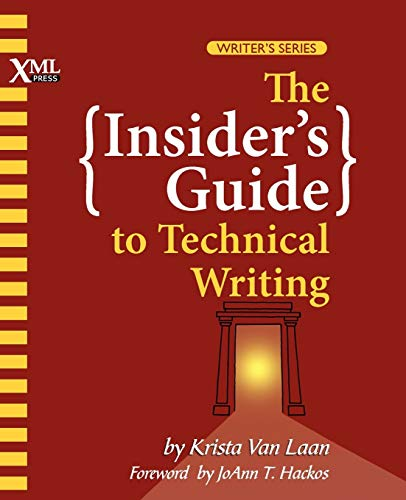 WRITER'S SERIES
XML
PRESS
The
{Insider's}
Guide
to Technical
Writing
by Krista Van Laan
Foreword by JoAnn T. Hackos